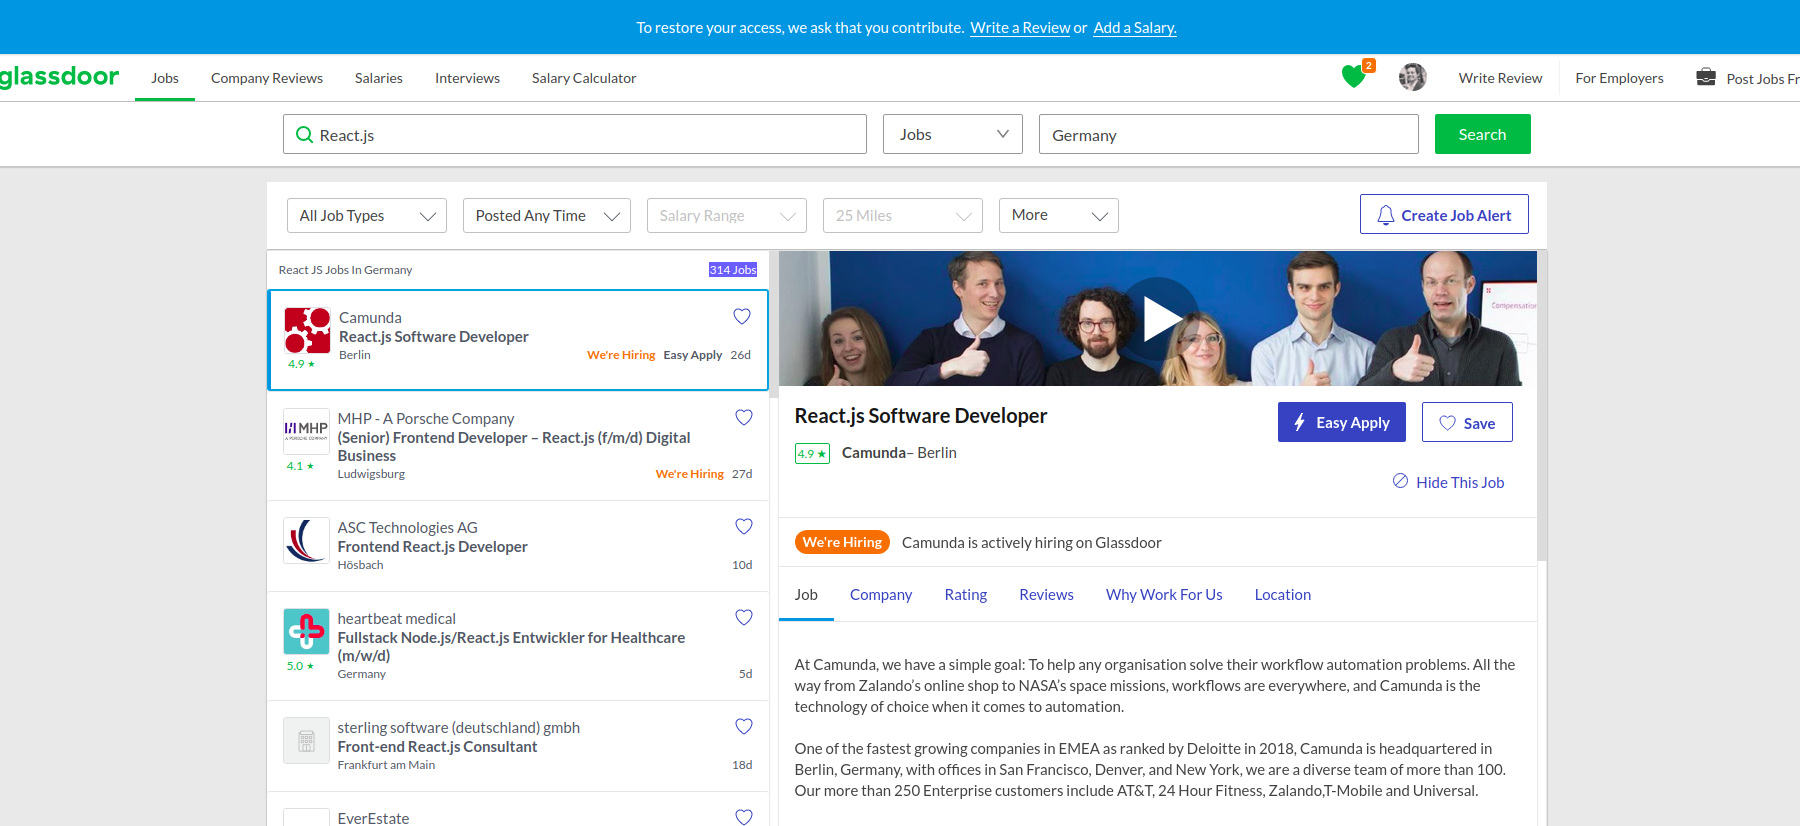 To restore your access, we ask that you contribute. Write a Review or Add a Salary.
glassdoor
Jobs
Company Reviews
Salaries
Interviews
Salary Calculator
2
Write Review
For Employers
Post Jobs Fr
React.js
Jobs
Germany
Search
All Job Types
Posted Any Time
Salary Range
25 Miles
More
Create Job Alert
React JS Jobs In Germany
314 Jobs
Camunda
React.js Software Developer
Berlin
We're Hiring Easy Apply 26d
4.9 ★
MHP
A PORSCHE COMPANY
MHP - A Porsche Company
(Senior) Frontend Developer – React.js (f/m/d) Digital
Business
Ludwigsburg
We're Hiring 27d
4.1 ★
ASC Technologies AG
Frontend React.js Developer
Hösbach
10d
heartbeat medical
Fullstack Node.js/React.js Entwickler for Healthcare
(m/w/d)
Germany
5d
5.0 ★
sterling software (deutschland) gmbh
Front-end React.js Consultant
Frankfurt am Main
18d
EverEstate
Compensation
React.js Software Developer
4.9 ★ Camunda– Berlin
Easy Apply
Save
Hide This Job
We're Hiring Camunda is actively hiring on Glassdoor
Job
Company
Rating
Reviews
Why Work For Us
Location
At Camunda, we have a simple goal: To help any organisation solve their workflow automation problems. All the
way from Zalando’s online shop to NASA’s space missions, workflows are everywhere, and Camunda is the
technology of choice when it comes to automation.
One of the fastest growing companies in EMEA as ranked by Deloitte in 2018, Camunda is headquartered in
Berlin, Germany, with offices in San Francisco, Denver, and New York, we are a diverse team of more than 100.
Our more than 250 Enterprise customers include AT&T, 24 Hour Fitness, Zalando,T-Mobile and Universal.